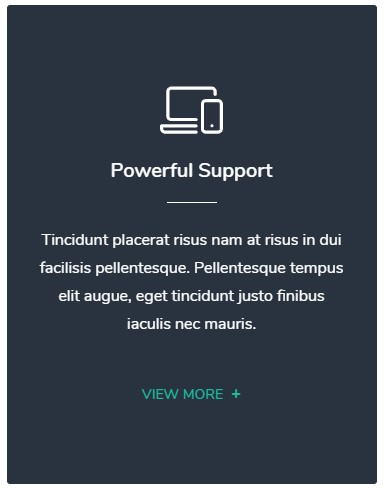 Powerful Support
Tincidunt placerat risus nam at risus in dui
facilisis pellentesque. Pellentesque tempus
elit augue, eget tincidunt justo finibus
iaculis nec mauris.
VIEW MORE +